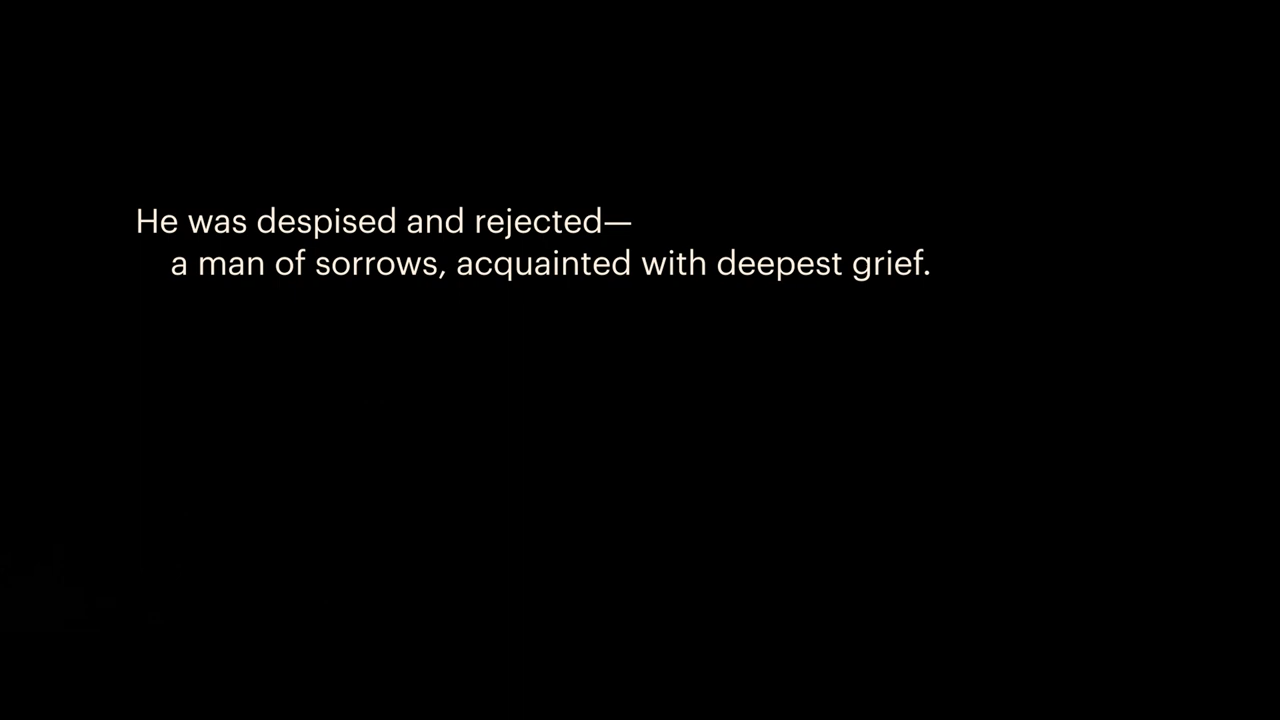 He was despised and rejected—
a man of sorrows, acquainted with deepest grief.